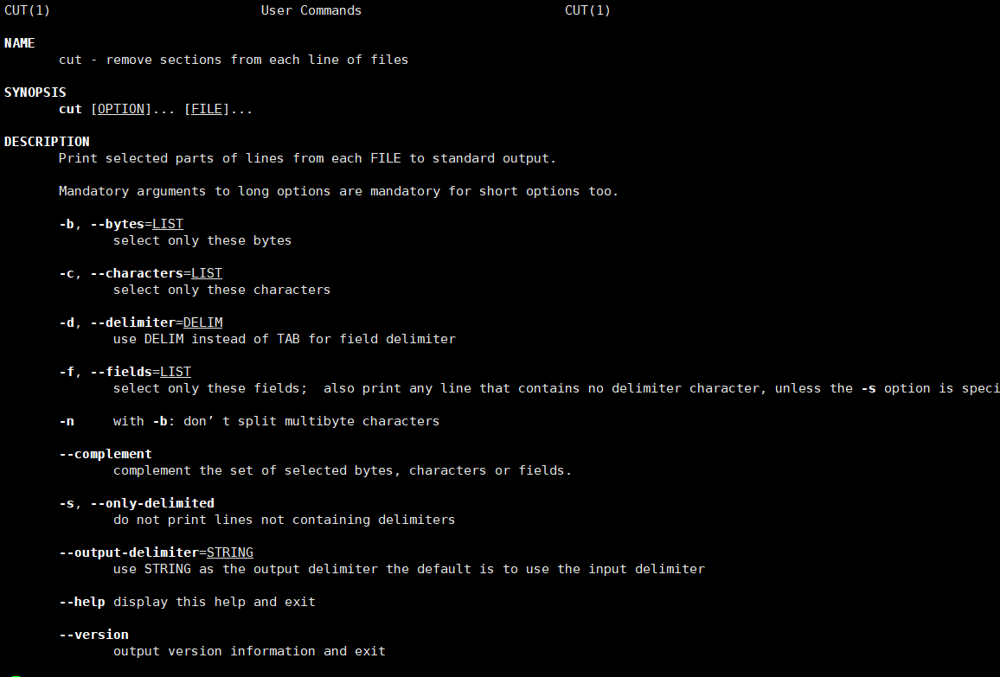 CUT(1) User Commands CUT(1)
NAME
cut - remove sections from each line of files
SYNOPSIS
cut [OPTION]... [FILE]...
DESCRIPTION
Print selected parts of lines from each FILE to standard output.
Mandatory arguments to long options are mandatory for short options too.
-b, --bytes=LIST
select only these bytes
-c, --characters=LIST
select only these characters
-d, --delimiter=DELIM
use DELIM instead of TAB for field delimiter
-f, --fields=LIST
select only these fields;  also print any line that contains no delimiter character, unless the -s option is speci
-n with -b: don’ t split multibyte characters
--complement
complement the set of selected bytes, characters or fields.
-s, --only-delimited
do not print lines not containing delimiters
--output-delimiter=STRING
use STRING as the output delimiter the default is to use the input delimiter
--help display this help and exit
--version
output version information and exit